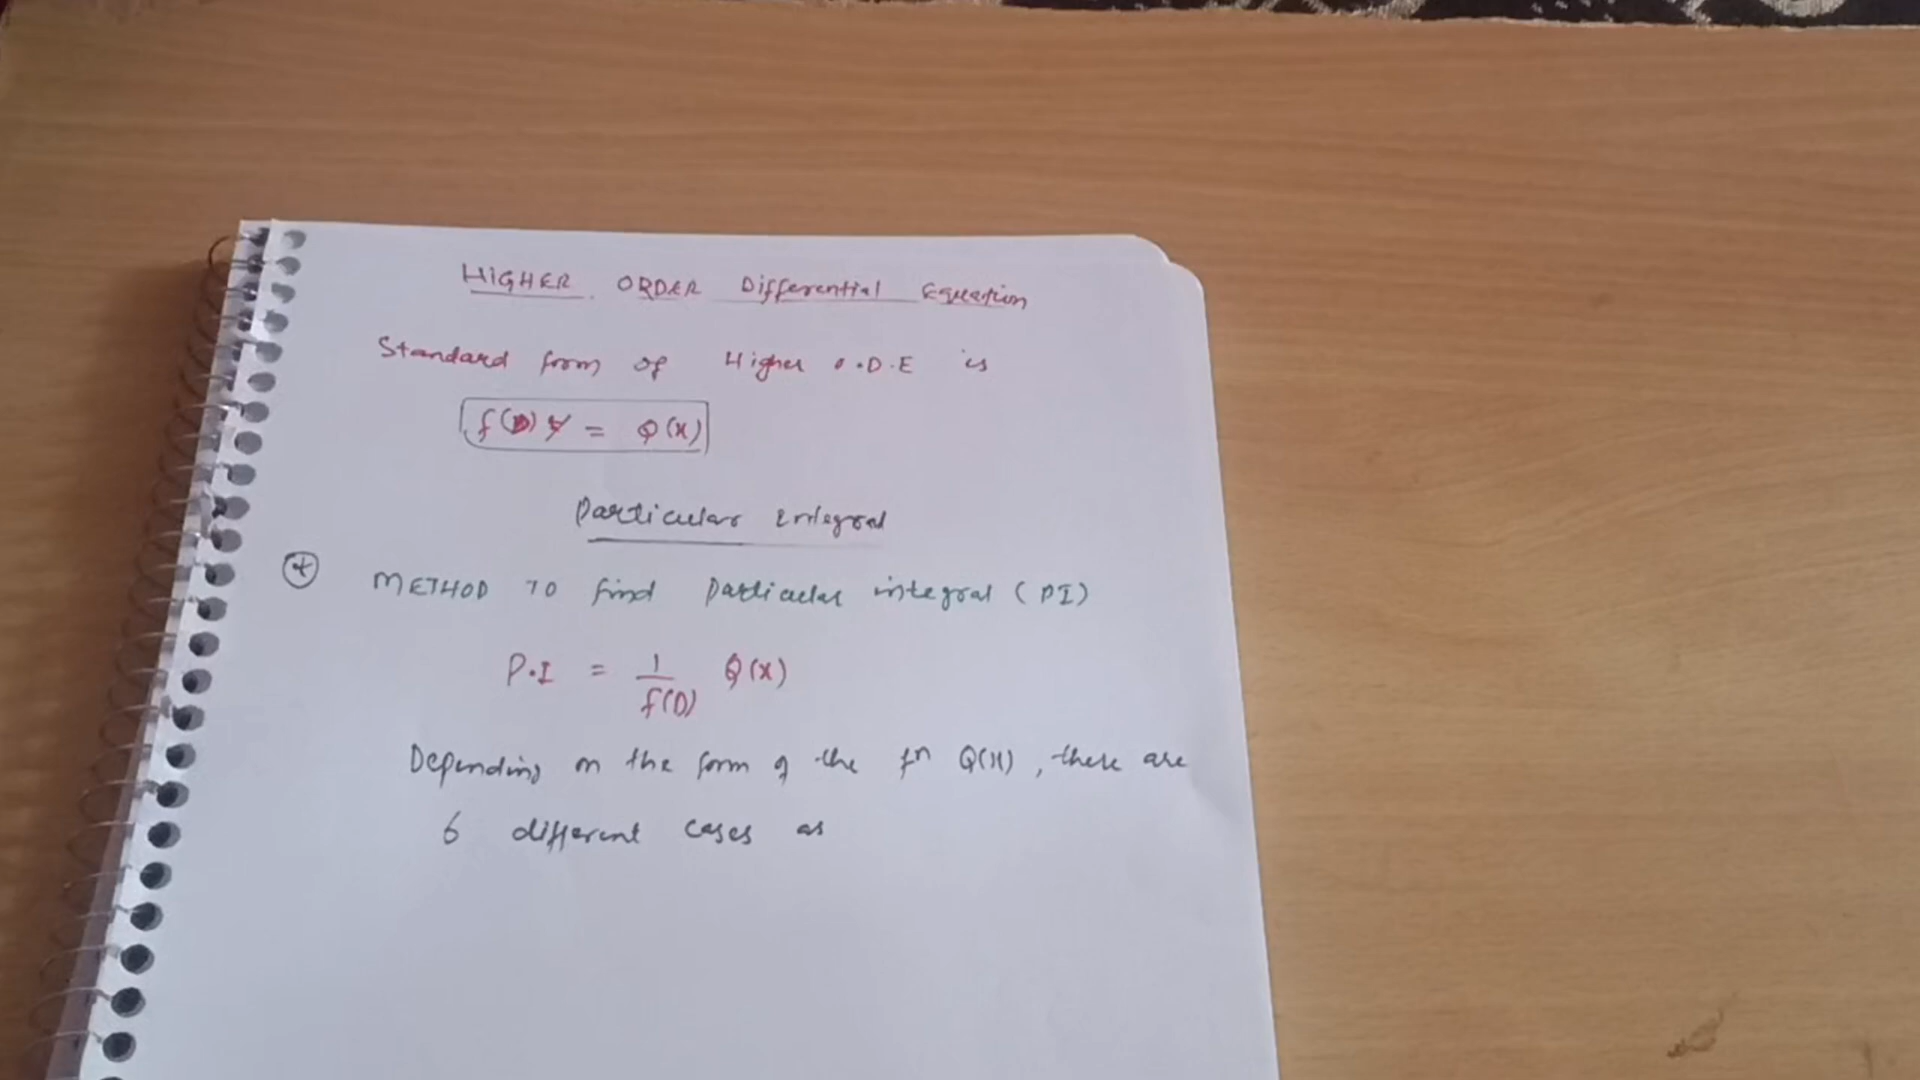 HIGHER ORDER Differential Equation
Standard form of Higher O.D.E is
f(D)y = Q(x)
Particular Integral
* METHOD TO find Particular integral (PI)
P.I = 1/f(D) Q(x)
Depending on the form of the fn Q(x), there are
6 different cases as